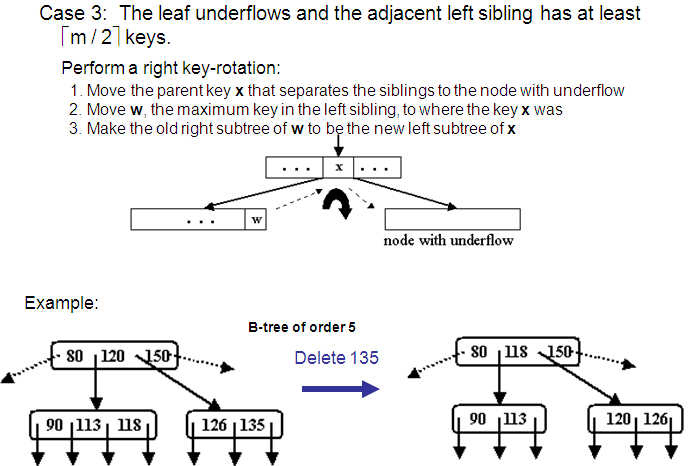 Case 3: The leaf underflows and the adjacent left sibling has at least
⌈m / 2⌉ keys.
Perform a right key-rotation:
1. Move the parent key x that separates the siblings to the node with underflow
2. Move w, the maximum key in the left sibling, to where the key x was
3. Make the old right subtree of w to be the new left subtree of x
. . . x . . .
. . . w
node with underflow
Example:
B-tree of order 5
80 120 150
Delete 135
80 118 150
90 113 118 126 135
90 113 120 126